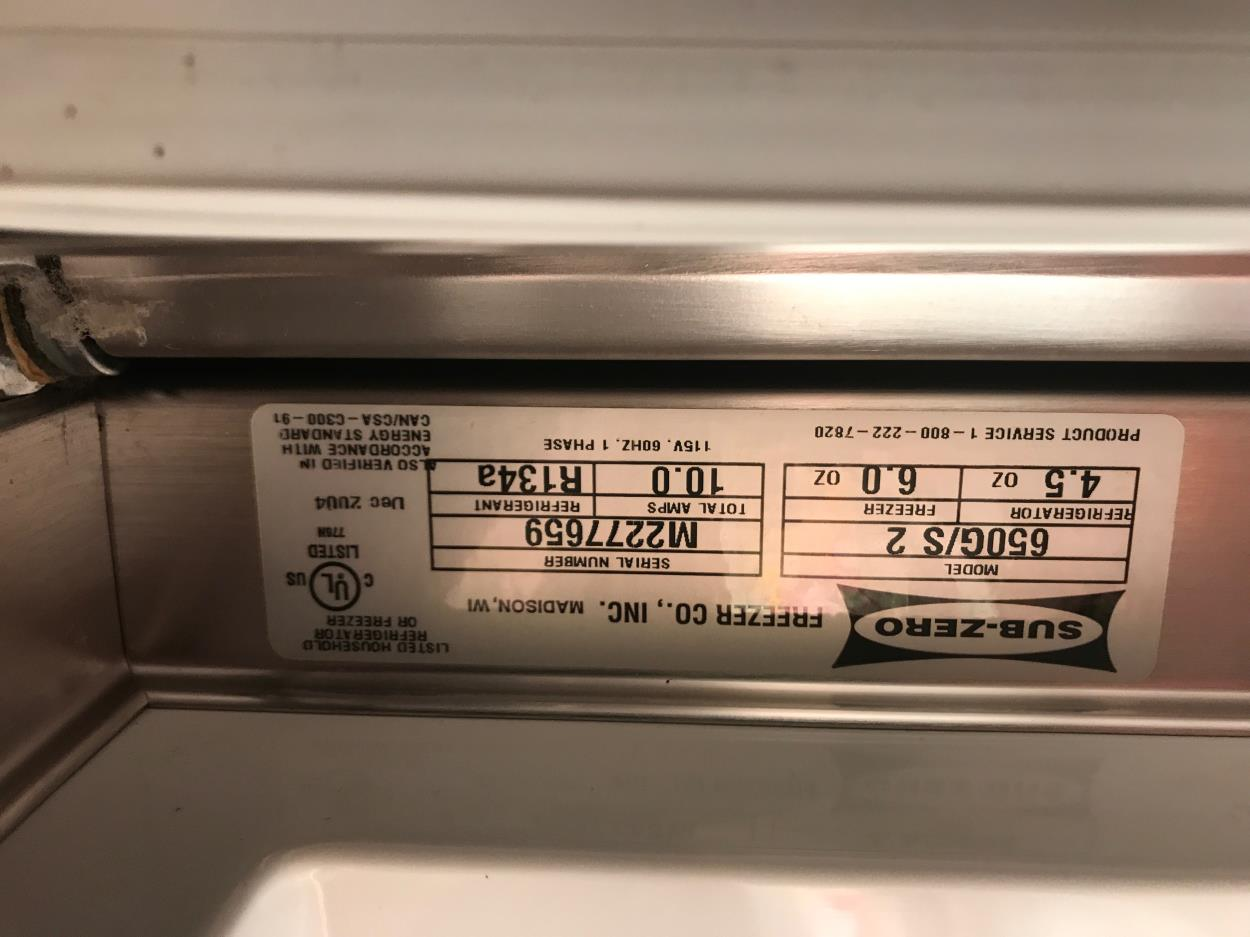 SUB-ZERO
FREEZER CO., INC. MADISON, WI
MODEL
650G/S 2
REFRIGERATOR
FREEZER
4.5 OZ
6.0 OZ
PRODUCT SERVICE 1-800-222-7820
SERIAL NUMBER
M2277659
TOTAL AMPS
REFRIGERANT
10.0
R134a
115V. 60HZ. 1 PHASE
LISTED HOUSEHOLD
REFRIGERATOR
OR FREEZER
C UL US
LISTED
776N
Dec 2004
ALSO VERIFIED IN
ACCORDANCE WITH
ENERGY STANDARD
CAN/CSA-C300-91